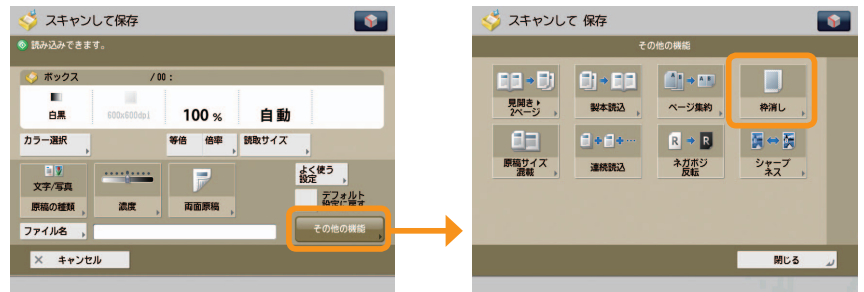 スキャンして保存
読み込みできます。
ボックス / 00 :
白黒
600x600dpi
100 %
自動
カラー選択
等倍
倍率
読取サイズ
文字/写真
原稿の種類
濃度
両面原稿
よく使う
設定
デフォルト
設定に戻す
ファイル名
その他の機能
× キャンセル
スキャンして 保存
その他の機能
見開き▸
2ページ
製本読込
ページ集約
枠消し
原稿サイズ
混載
連続読込
R → R
ネガポジ
反転
シャープ
ネス
閉じる